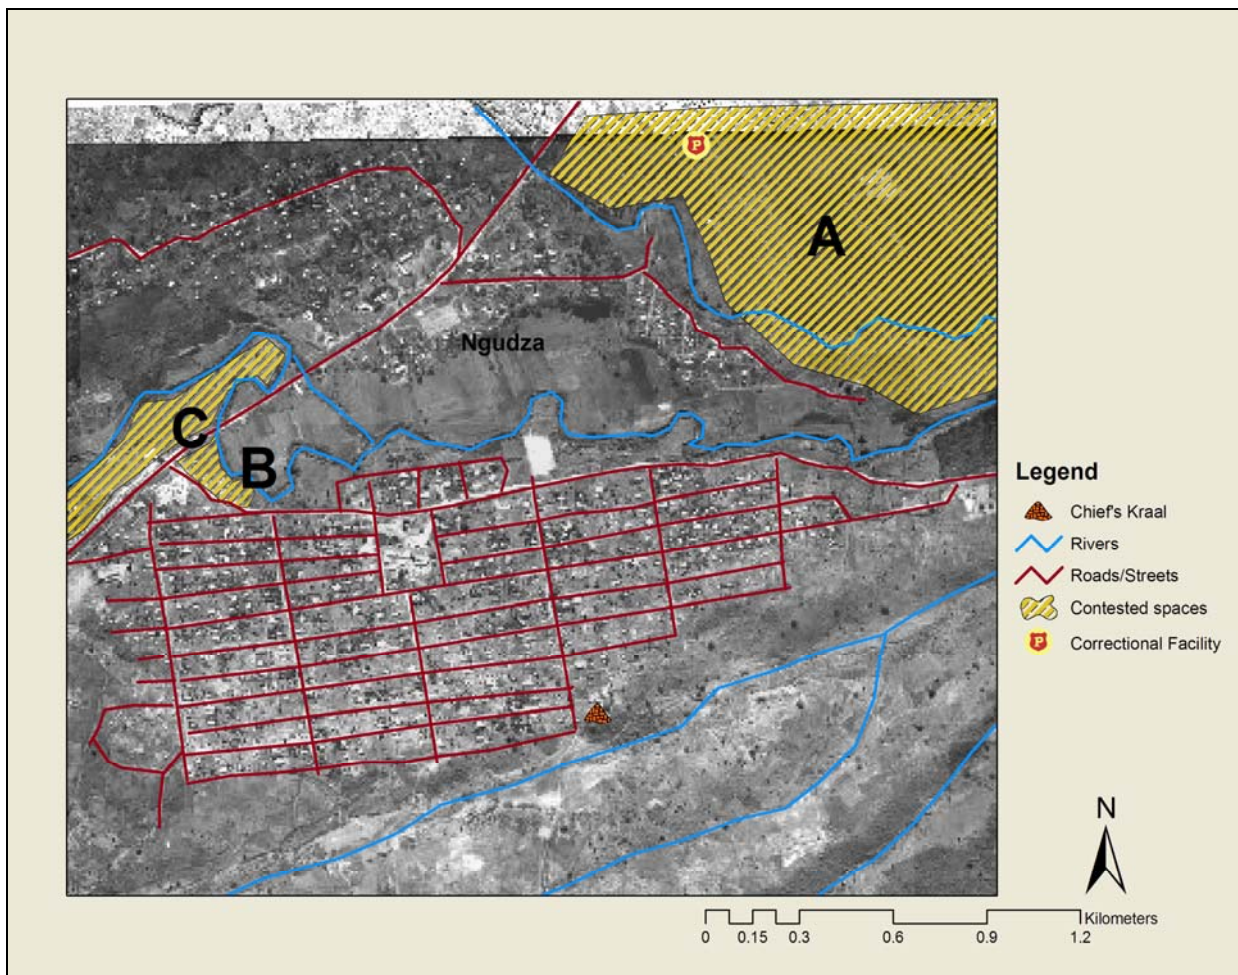 A
Ngudza
C
B
Legend
Chief's Kraal
Rivers
Roads/Streets
Contested spaces
P
Correctional Facility
P
N
Kilometers
0 0.15 0.3 0.6 0.9 1.2